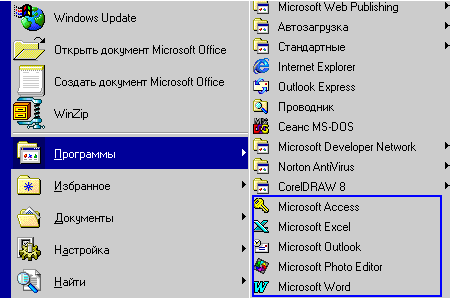 Windows Update
Открыть документ Microsoft Office
Создать документ Microsoft Office
WinZip
Программы
Избранное
Документы
Настройка
Найти
Microsoft Web Publishing
Автозагрузка
Стандартные
Internet Explorer
Outlook Express
Проводник
Сеанс MS-DOS
Microsoft Developer Network
Norton AntiVirus
CorelDRAW 8
Microsoft Access
Microsoft Excel
Microsoft Outlook
Microsoft Photo Editor
Microsoft Word